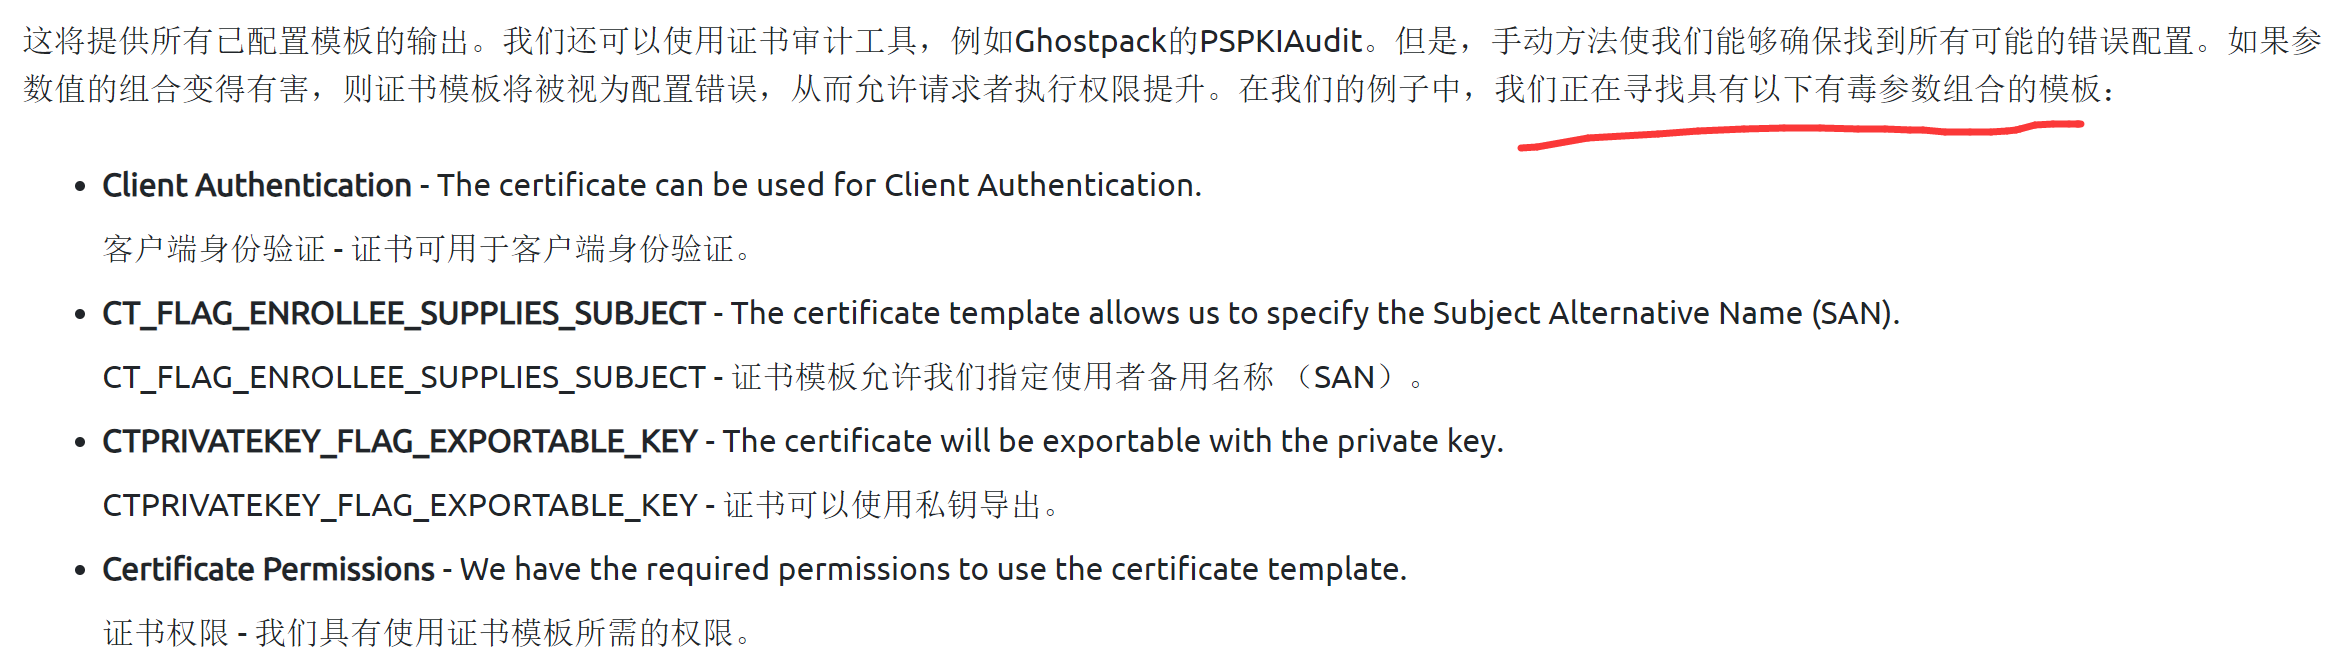 这将提供所有已配置模板的输出。我们还可以使用证书审计工具，例如Ghostpack的PSPKIAudit。但是，手动方法使我们能够确保找到所有可能的错误配置。如果参
数值的组合变得有害，则证书模板将被视为配置错误，从而允许请求者执行权限提升。在我们的例子中，我们正在寻找具有以下有毒参数组合的模板：
• Client Authentication - The certificate can be used for Client Authentication.
客户端身份验证 - 证书可用于客户端身份验证。
• CT_FLAG_ENROLLEE_SUPPLIES_SUBJECT - The certificate template allows us to specify the Subject Alternative Name (SAN).
CT_FLAG_ENROLLEE_SUPPLIES_SUBJECT - 证书模板允许我们指定使用者备用名称 （SAN）。
• CTPRIVATEKEY_FLAG_EXPORTABLE_KEY - The certificate will be exportable with the private key.
CTPRIVATEKEY_FLAG_EXPORTABLE_KEY - 证书可以使用私钥导出。
• Certificate Permissions - We have the required permissions to use the certificate template.
证书权限 - 我们具有使用证书模板所需的权限。